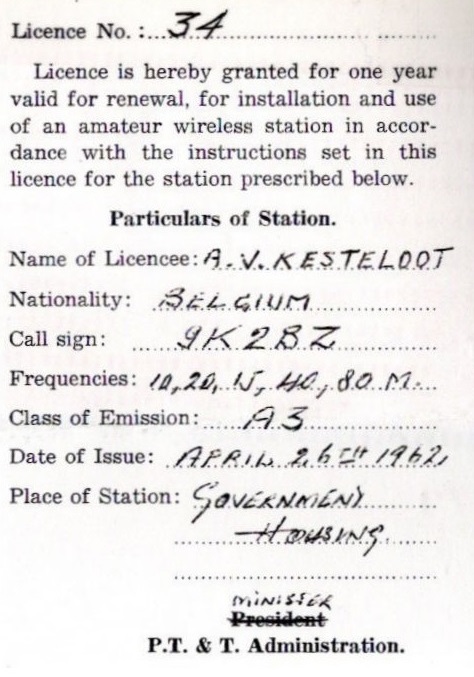 Licence No. : 34
Licence is hereby granted for one year
valid for renewal, for installation and use
of an amateur wireless station in accor-
dance with the instructions set in this
licence for the station prescribed below.
Particulars of Station.
Name of Licencee: A. V. KESTELOOT
Nationality: BELGIUM
Call sign: 9K2BZ
Frequencies: 10, 20, 15, 40, 80 M.
Class of Emission: A3
Date of Issue: APRIL 26TH 1962,
Place of Station: GOVERNMENT
HOUSING.
MINISTER
President
P.T. & T. Administration.